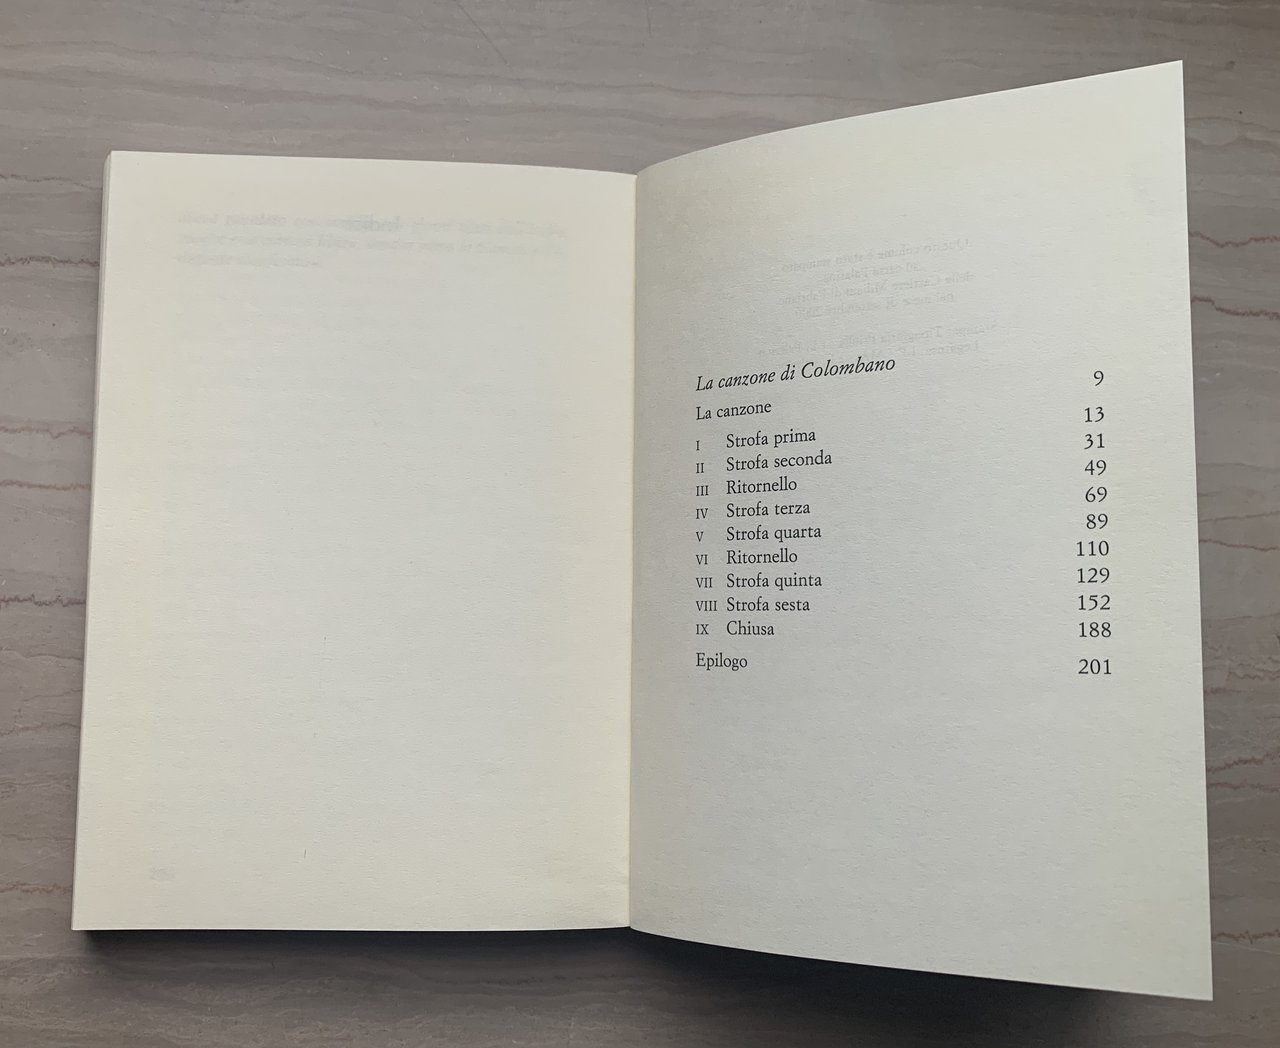 La canzone di Colombano
La canzone 9
I Strofa prima 13
II Strofa seconda 31
III Ritornello 49
IV Strofa terza 69
V Strofa quarta 89
VI Ritornello 110
VII Strofa quinta 129
VIII Strofa sesta 152
IX Chiusa 188
Epilogo 201